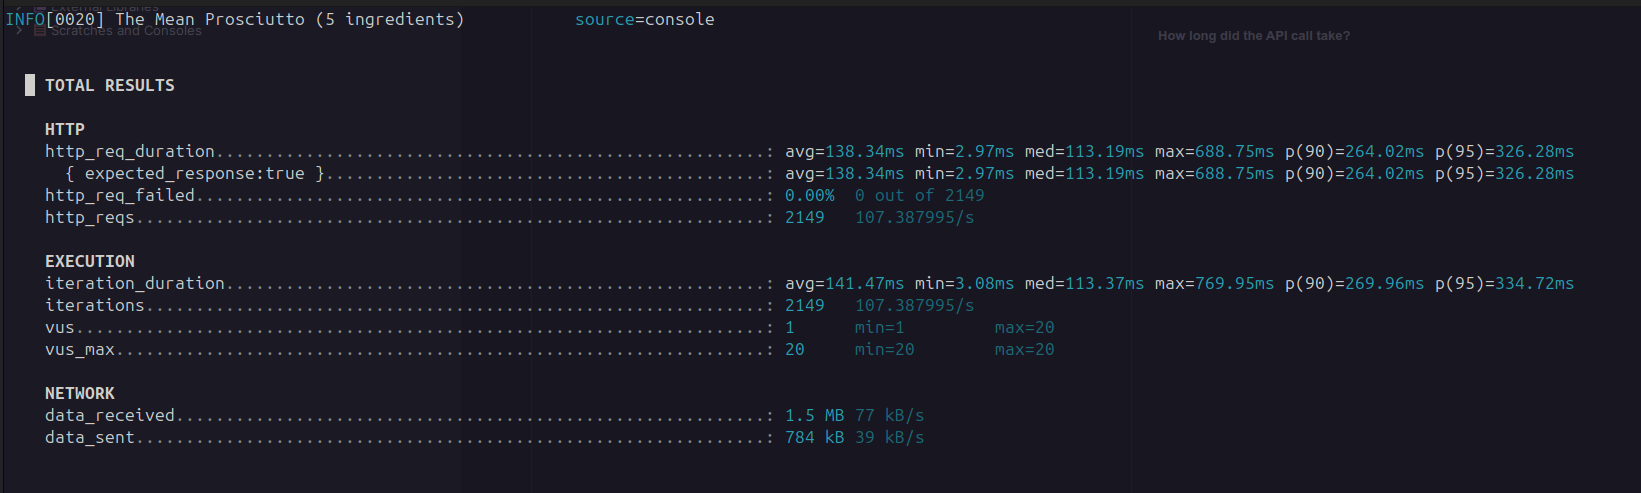 External Libraries
INFO[0020] The Mean Prosciutto (5 ingredients) source=console
Scratches and Consoles
How long did the API call take?
TOTAL RESULTS
HTTP
http_req_duration.......................................................: avg=138.34ms min=2.97ms med=113.19ms max=688.75ms p(90)=264.02ms p(95)=326.28ms
{ expected_response:true }............................................: avg=138.34ms min=2.97ms med=113.19ms max=688.75ms p(90)=264.02ms p(95)=326.28ms
http_req_failed.........................................................: 0.00% 0 out of 2149
http_reqs...............................................................: 2149 107.387995/s
EXECUTION
iteration_duration......................................................: avg=141.47ms min=3.08ms med=113.37ms max=769.95ms p(90)=269.96ms p(95)=334.72ms
iterations..............................................................: 2149 107.387995/s
vus.....................................................................: 1 min=1 max=20
vus_max.................................................................: 20 min=20 max=20
NETWORK
data_received...........................................................: 1.5 MB 77 kB/s
data_sent...............................................................: 784 kB 39 kB/s